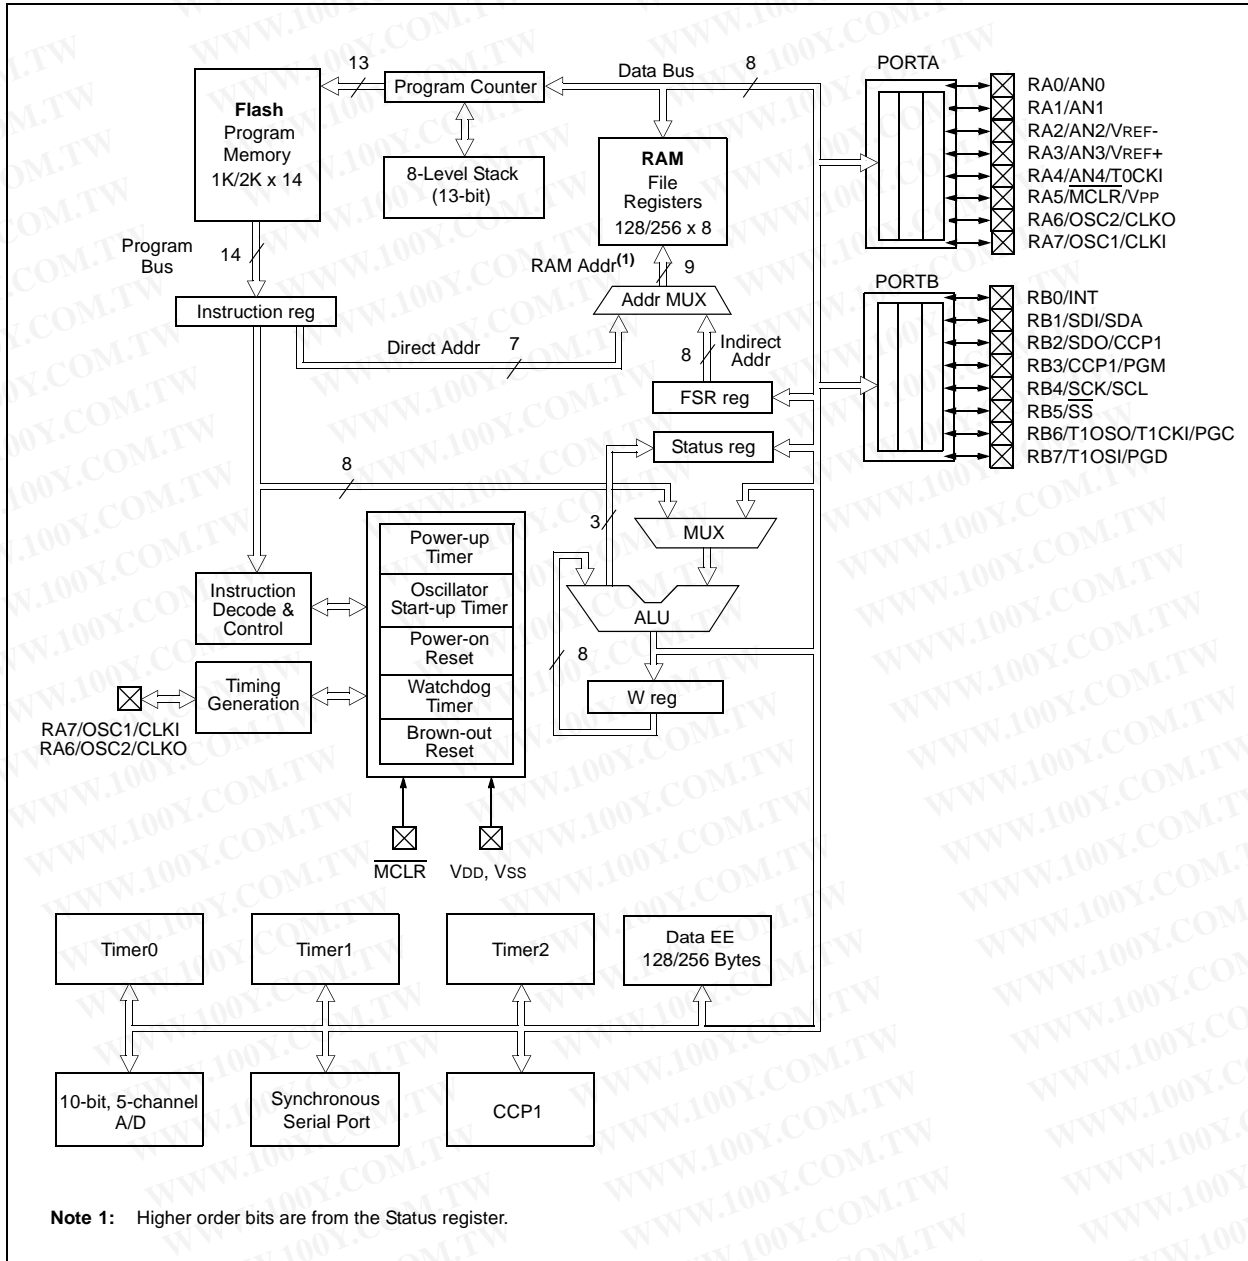 13
Program Counter
Data Bus
8
PORTA
Flash
Program
Memory
1K/2K x 14
8-Level Stack
(13-bit)
RAM
File
Registers
128/256 x 8
RA0/AN0
RA1/AN1
RA2/AN2/VREF-
RA3/AN3/VREF+
RA4/AN4/T0CKI
RA5/MCLR/VPP
RA6/OSC2/CLKO
RA7/OSC1/CLKI
Program
Bus
14
RAM Addr(1)
9
PORTB
Instruction reg
Addr MUX
RB0/INT
RB1/SDI/SDA
RB2/SDO/CCP1
RB3/CCP1/PGM
RB4/SCK/SCL
RB5/SS
RB6/T1OSO/T1CKI/PGC
RB7/T1OSI/PGD
Direct Addr
7
8
Indirect
Addr
FSR reg
Status reg
8
3
MUX
Power-up
Timer
Oscillator
Start-up Timer
Power-on
Reset
Watchdog
Timer
Brown-out
Reset
Instruction
Decode &
Control
ALU
8
Timing
Generation
W reg
RA7/OSC1/CLKI
RA6/OSC2/CLKO
MCLR
VDD, VSS
Timer0
Timer1
Timer2
Data EE
128/256 Bytes
10-bit, 5-channel
A/D
Synchronous
Serial Port
CCP1
Note 1: Higher order bits are from the Status register.
WWW.100Y.COM.TW